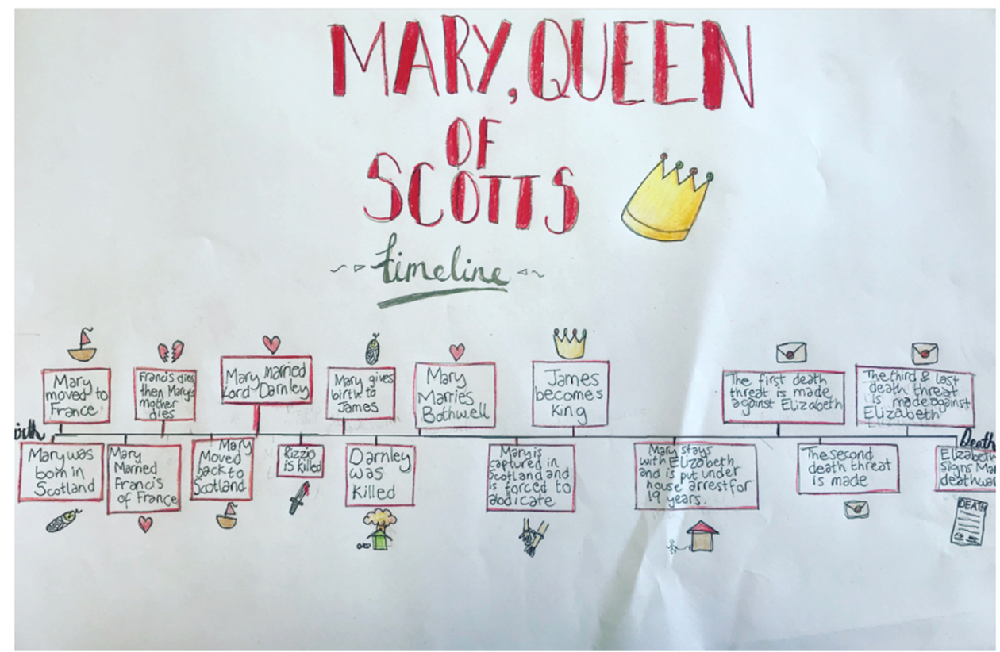 MARY, QUEEN
OF
SCOTTS
timeline
Mary
moved to
France
Francis dies
then Marys
mother
dies
Mary married
Lord Darnley
Mary gives
birth to
James
Mary
Marries
Bothwell
James
becomes
King
The first death
threat is made
against Elizabeth
The third & last
death threat
is made against
Elizabeth
Death
Mary was
born in
Scotland
Mary
Married
Francis
of France
Mary
Moved
back to
Scotland
Rizzio
is killed
Darnley
was
killed
Mary is
captured in
Scotland and
is forced to
abdicate
Mary stays
with Elizabeth
and is put under
house arrest for
19 years.
The second
death threat
is made
Elizabeth
signs
DEATH